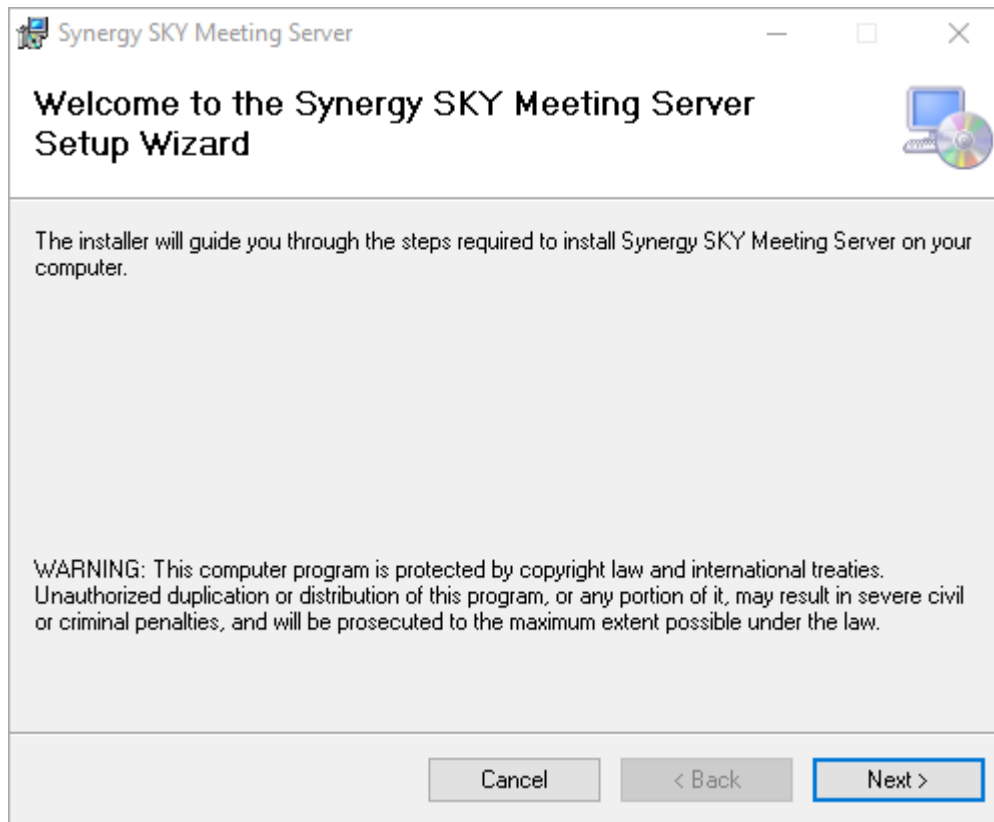 Synergy SKY Meeting Server
Welcome to the Synergy SKY Meeting Server
Setup Wizard
The installer will guide you through the steps required to install Synergy SKY Meeting Server on your
computer.
WARNING: This computer program is protected by copyright law and international treaties.
Unauthorized duplication or distribution of this program, or any portion of it, may result in severe civil
or criminal penalties, and will be prosecuted to the maximum extent possible under the law.
Cancel < Back Next >